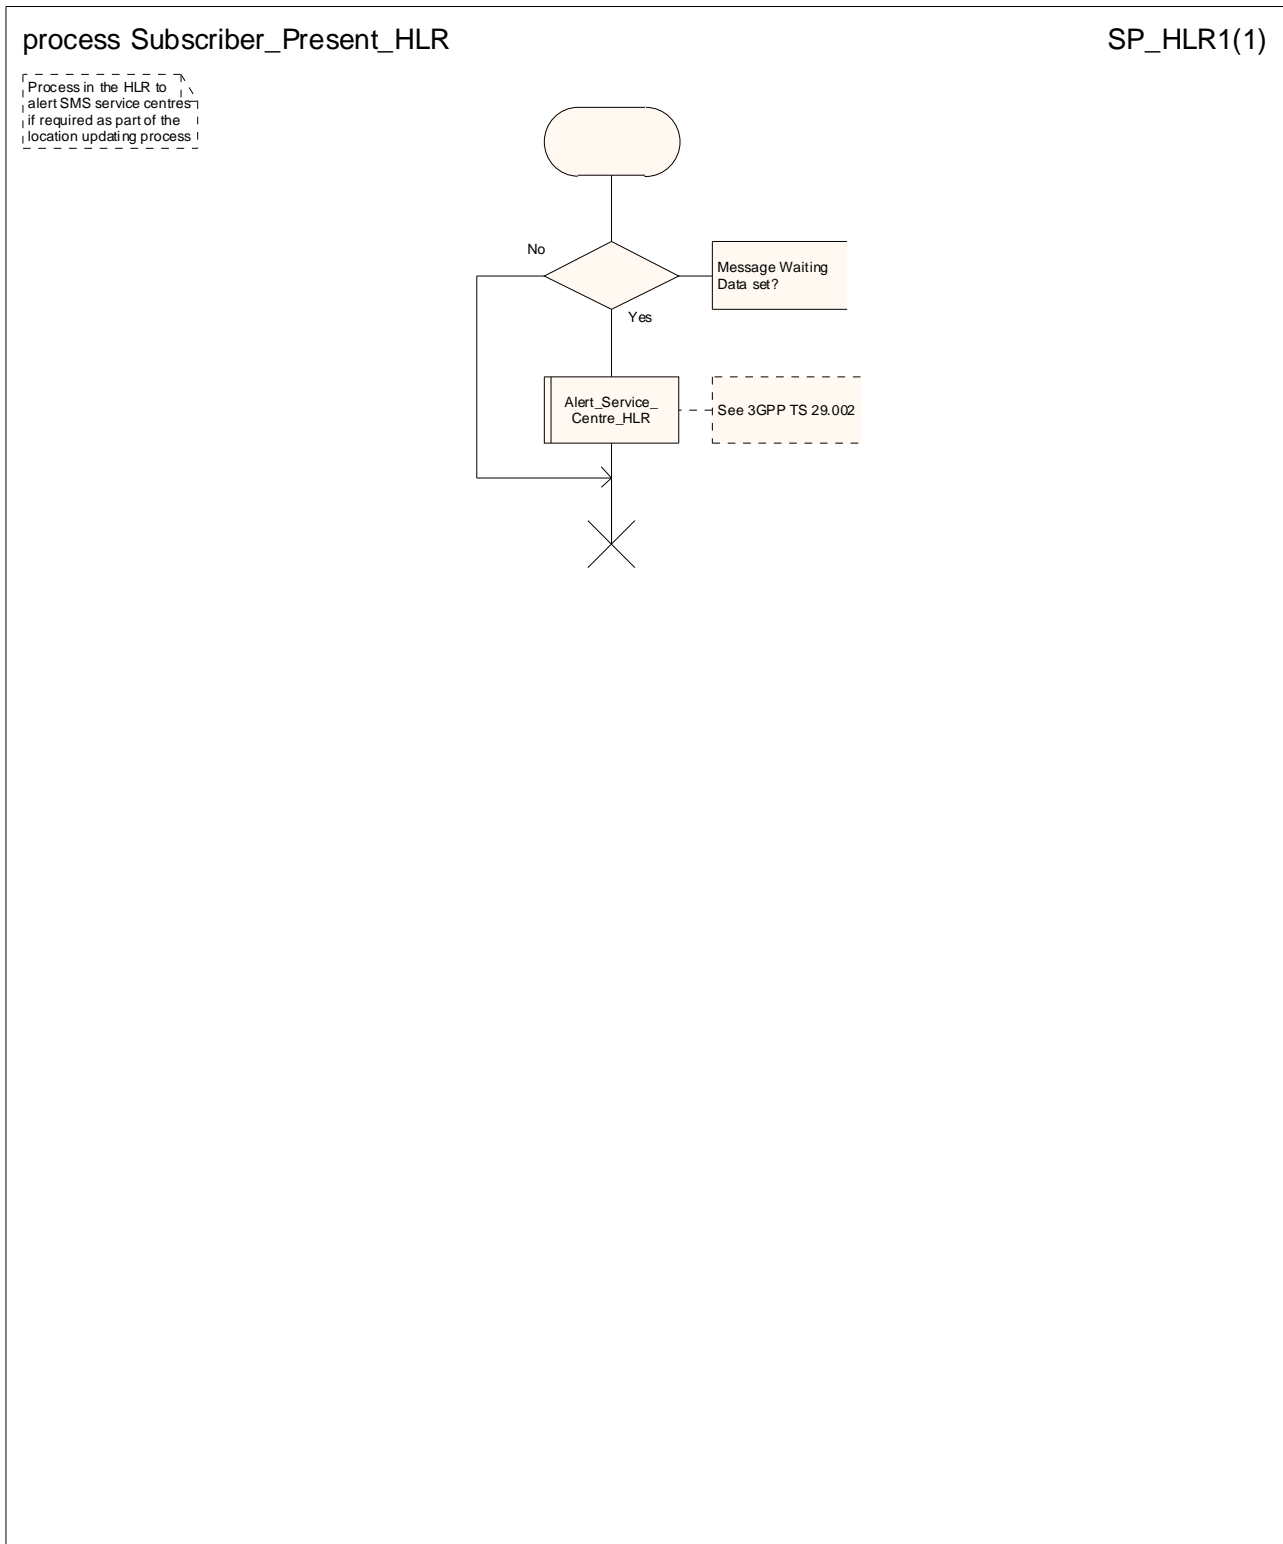 process Subscriber_Present_HLR
SP_HLR1(1)
Process in the HLR to
alert SMS service centres
if required as part of the
location updating process
No
Message Waiting
Data set?
Yes
Alert_Service_
Centre_HLR
See 3GPP TS 29.002